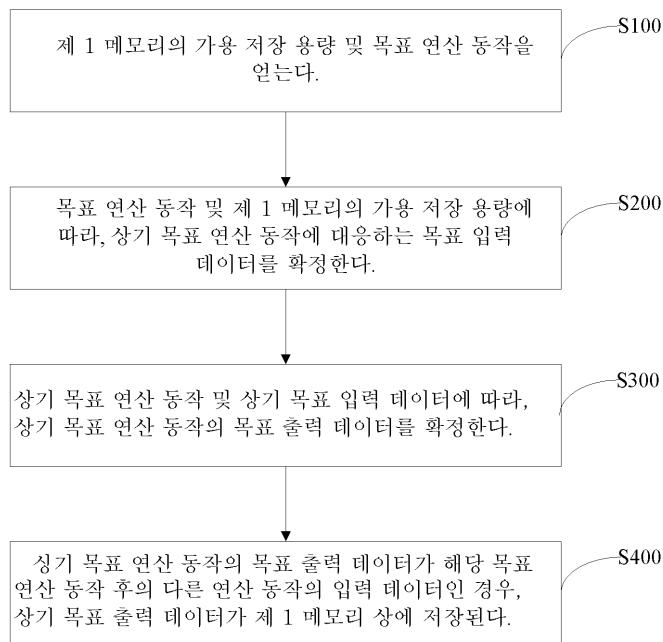 제 1 메모리의 가용 저장 용량 및 목표 연산 동작을
얻는다.
S100
목표 연산 동작 및 제 1 메모리의 가용 저장 용량에
따라, 상기 목표 연산 동작에 대응하는 목표 입력
데이터를 확정한다.
S200
상기 목표 연산 동작 및 상기 목표 입력 데이터에 따라,
상기 목표 연산 동작의 목표 출력 데이터를 확정한다.
S300
싱기 목표 연산 동작의 목표 출력 데이터가 해당 목표
연산 동작 후의 다른 연산 동작의 입력 데이터인 경우,
상기 목표 출력 데이터가 제 1 메모리 상에 저장된다.
S400